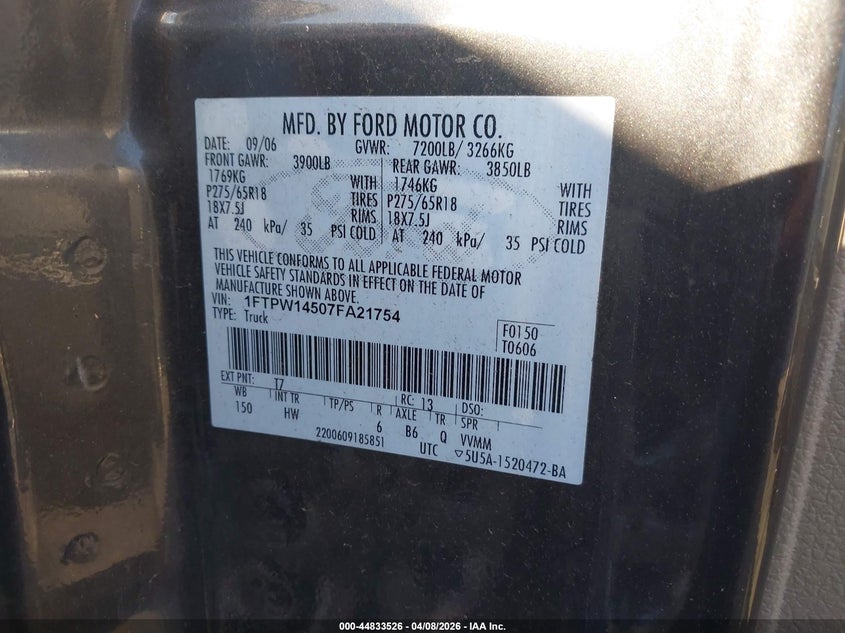 MFD. BY FORD MOTOR CO.
DATE: 09/06 GVWR: 7200LB/ 3266KG
FRONT GAWR: 3900LB REAR GAWR: 3850LB
1769KG WITH 1746KG WITH
P275/65R18 TIRES P275/65R18 TIRES
18X7.5J RIMS 18X7.5J RIMS
AT 240 kPa/ 35 PSI COLD AT 240 kPa/ 35 PSI COLD
THIS VEHICLE CONFORMS TO ALL APPLICABLE FEDERAL MOTOR
VEHICLE SAFETY STANDARDS IN EFFECT ON THE DATE OF
MANUFACTURE SHOWN ABOVE.
VIN: 1FTPW14507FA21754
TYPE: Truck
F0150
T0606
EXT PNT: T7 RC: 13 DSO:
WB INT TR TP/PS R AXLE TR SPR
150 HW 6 B6 Q VVMM
2200609185851 UTC ▽5U5A-1520472-BA
000-44833526 - 04/08/2026 - IAA Inc.